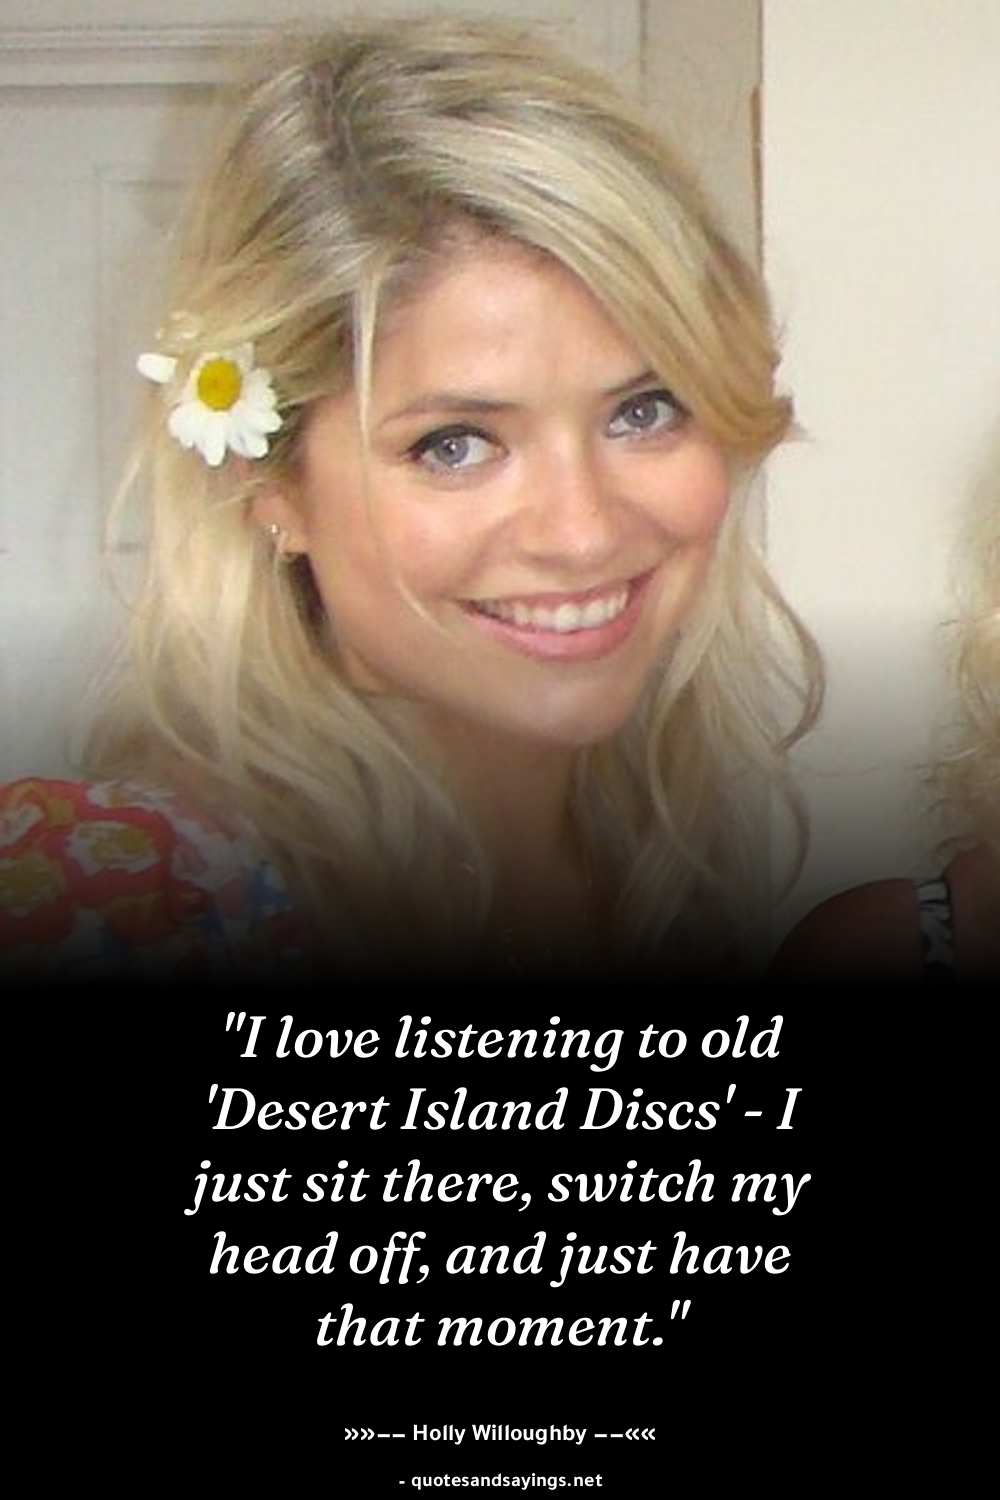 "I love listening to old
'Desert Island Discs' - I
just sit there, switch my
head off, and just have
that moment."
»»–– Holly Willoughby ––««
- quotesandsayings.net